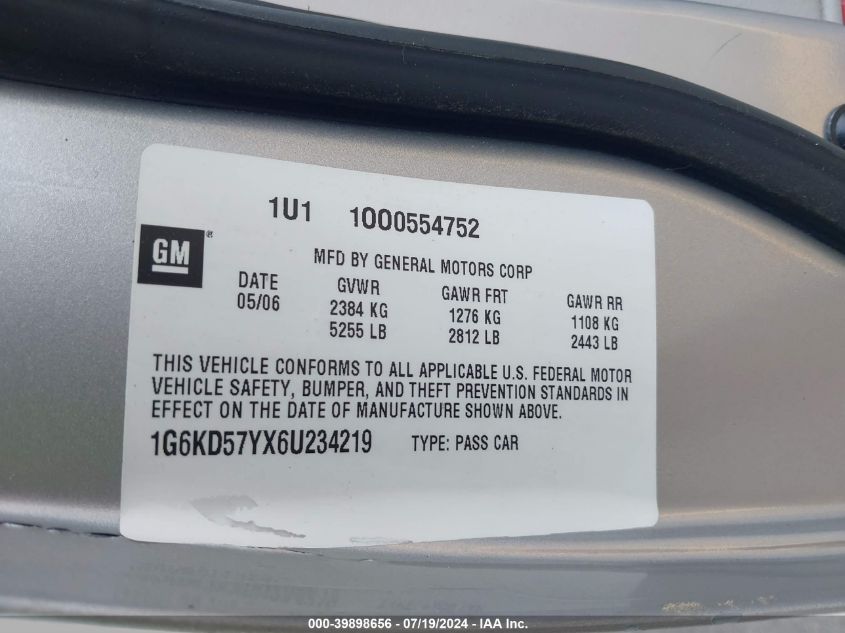 1U1 1000554752
GM ®
MFD BY GENERAL MOTORS CORP
DATE GVWR GAWR FRT GAWR RR
05/06 2384 KG 1276 KG 1108 KG
5255 LB 2812 LB 2443 LB
THIS VEHICLE CONFORMS TO ALL APPLICABLE U.S. FEDERAL MOTOR
VEHICLE SAFETY, BUMPER, AND THEFT PREVENTION STANDARDS IN
EFFECT ON THE DATE OF MANUFACTURE SHOWN ABOVE.
1G6KD57YX6U234219 TYPE: PASS CAR
000-39898656 - 07/19/2024 - IAA Inc.